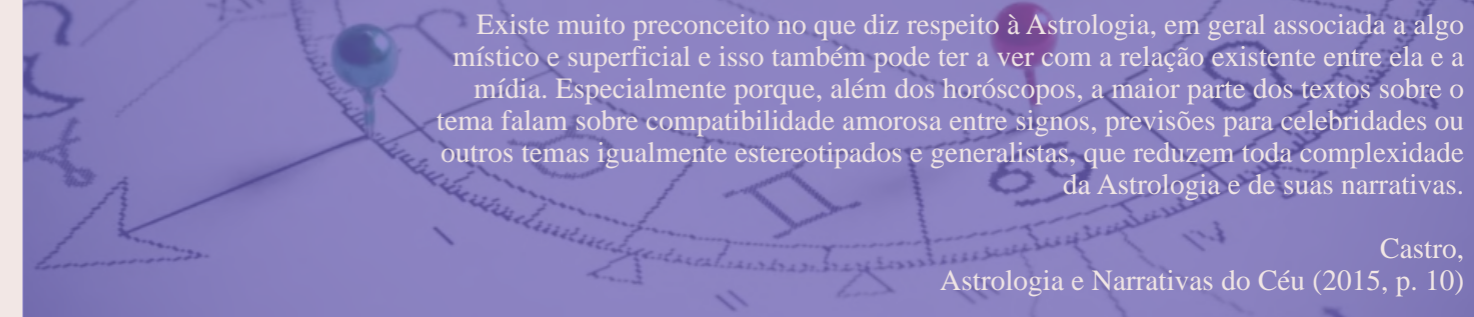 Existe muito preconceito no que diz respeito à Astrologia, em geral associada a algo
místico e superficial e isso também pode ter a ver com a relação existente entre ela e a
mídia. Especialmente porque, além dos horóscopos, a maior parte dos textos sobre o
tema falam sobre compatibilidade amorosa entre signos, previsões para celebridades ou
outros temas igualmente estereotipados e generalistas, que reduzem toda complexidade
da Astrologia e de suas narrativas.
Castro,
Astrologia e Narrativas do Céu (2015, p. 10)